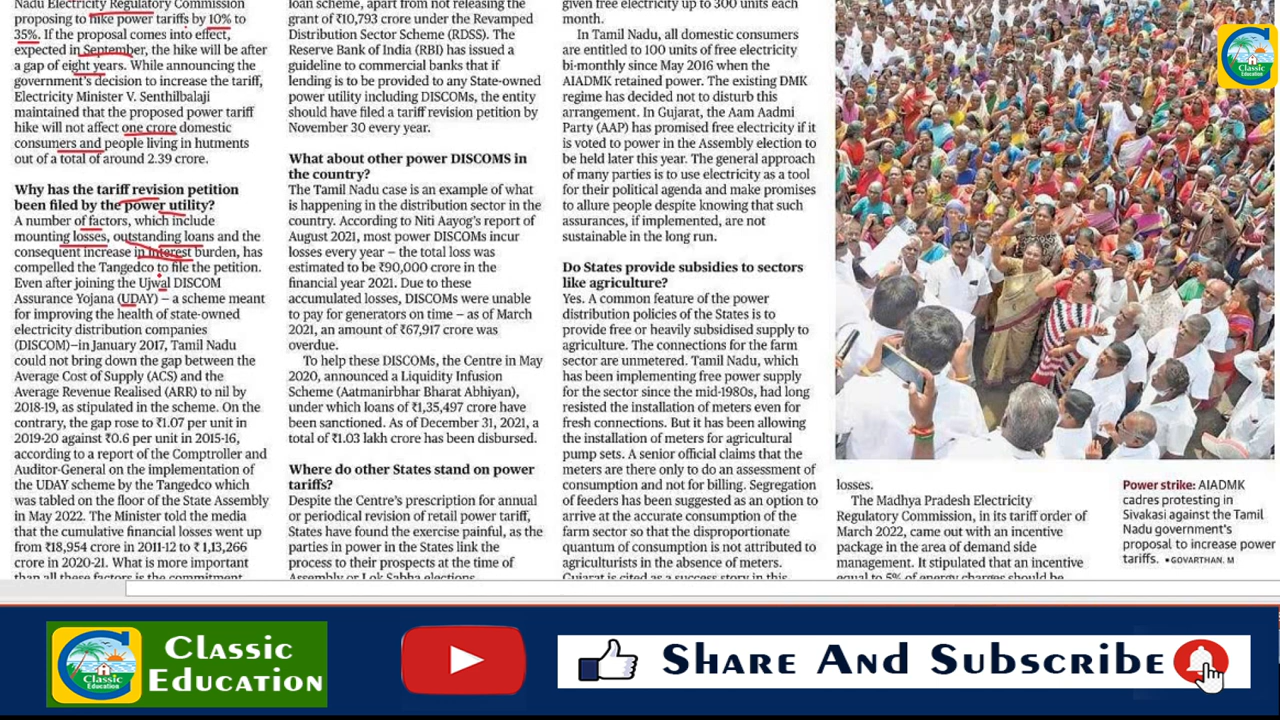 Nadu Electricity Regulatory Commission
proposing to hike power tariffs by 10% to
35%. If the proposal comes into effect,
expected in September, the hike will be after
a gap of eight years. While announcing the
government's decision to increase the tariff,
Electricity Minister V. Senthilbalaji
maintained that the proposed power tariff
hike will not affect one crore domestic
consumers and people living in hutments
out of a total of around 2.39 crore.
Why has the tariff revision petition
been filed by the power utility?
A number of factors, which include
mounting losses, outstanding loans and the
consequent increase in interest burden, has
compelled the Tangedco to file the petition.
Even after joining the Ujwal DISCOM
Assurance Yojana (UDAY) – a scheme meant
for improving the health of state-owned
electricity distribution companies
(DISCOM)–in January 2017, Tamil Nadu
could not bring down the gap between the
Average Cost of Supply (ACS) and the
Average Revenue Realised (ARR) to nil by
2018-19, as stipulated in the scheme. On the
contrary, the gap rose to ₹1.07 per unit in
2019-20 against ₹0.6 per unit in 2015-16,
according to a report of the Comptroller and
Auditor-General on the implementation of
the UDAY scheme by the Tangedco which
was tabled on the floor of the State Assembly
in May 2022. The Minister told the media
that the cumulative financial losses went up
from ₹18,954 crore in 2011-12 to ₹ 1,13,266
crore in 2020-21. What is more important
than all these factors is the commitment
loan scheme, apart from not releasing the
grant of ₹10,793 crore under the Revamped
Distribution Sector Scheme (RDSS). The
Reserve Bank of India (RBI) has issued a
guideline to commercial banks that if
lending is to be provided to any State-owned
power utility including DISCOMs, the entity
should have filed a tariff revision petition by
November 30 every year.
What about other power DISCOMS in
the country?
The Tamil Nadu case is an example of what
is happening in the distribution sector in the
country. According to Niti Aayog's report of
August 2021, most power DISCOMs incur
losses every year – the total loss was
estimated to be ₹90,000 crore in the
financial year 2021. Due to these
accumulated losses, DISCOMs were unable
to pay for generators on time – as of March
2021, an amount of ₹67,917 crore was
overdue.
To help these DISCOMs, the Centre in May
2020, announced a Liquidity Infusion
Scheme (Aatmanirbhar Bharat Abhiyan),
under which loans of ₹1,35,497 crore have
been sanctioned. As of December 31, 2021, a
total of ₹1.03 lakh crore has been disbursed.
Where do other States stand on power
tariffs?
Despite the Centre's prescription for annual
or periodical revision of retail power tariff,
States have found the exercise painful, as the
parties in power in the States link the
process to their prospects at the time of
Assembly or Lok Sabha elections.
given free electricity up to 300 units each
month.
In Tamil Nadu, all domestic consumers
are entitled to 100 units of free electricity
bi-monthly since May 2016 when the
AIADMK retained power. The existing DMK
regime has decided not to disturb this
arrangement. In Gujarat, the Aam Aadmi
Party (AAP) has promised free electricity if it
is voted to power in the Assembly election to
be held later this year. The general approach
of many parties is to use electricity as a tool
for their political agenda and make promises
to allure people despite knowing that such
assurances, if implemented, are not
sustainable in the long run.
Do States provide subsidies to sectors
like agriculture?
Yes. A common feature of the power
distribution policies of the States is to
provide free or heavily subsidised supply to
agriculture. The connections for the farm
sector are unmetered. Tamil Nadu, which
has been implementing free power supply
for the sector since the mid-1980s, had long
resisted the installation of meters even for
fresh connections. But it has been allowing
the installation of meters for agricultural
pump sets. A senior official claims that the
meters are there only to do an assessment of
consumption and not for billing. Segregation
of feeders has been suggested as an option to
arrive at the accurate consumption of the
farm sector so that the disproportionate
quantum of consumption is not attributed to
agriculturists in the absence of meters.
Gujarat is cited as a success story in this
losses.
The Madhya Pradesh Electricity
Regulatory Commission, in its tariff order of
March 2022, came out with an incentive
package in the area of demand side
management. It stipulated that an incentive
equal to 5% of energy charges should be
Power strike: AIADMK
cadres protesting in
Sivakasi against the Tamil
Nadu government's
proposal to increase power
tariffs. • GOVARTHAN. M
Classic
Education
Classic
Education
CLASSIC
EDUCATION
SHARE AND SUBSCRIBE